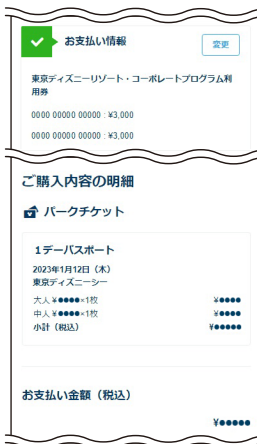 お支払い情報
変更
東京ディズニーリゾート・コーポレートプログラム利
用券
0000 00000 00000 : ¥3,000
0000 00000 00000 : ¥3,000
ご購入内容の明細
パークチケット
1デーパスポート
2023年1月12日（木）
東京ディズニーシー
大人 ¥●●●●×1枚 ¥●●●●
中人 ¥●●●●×1枚 ¥●●●●
小計（税込） ¥●●●●●
お支払い金額（税込）
¥●●●●●